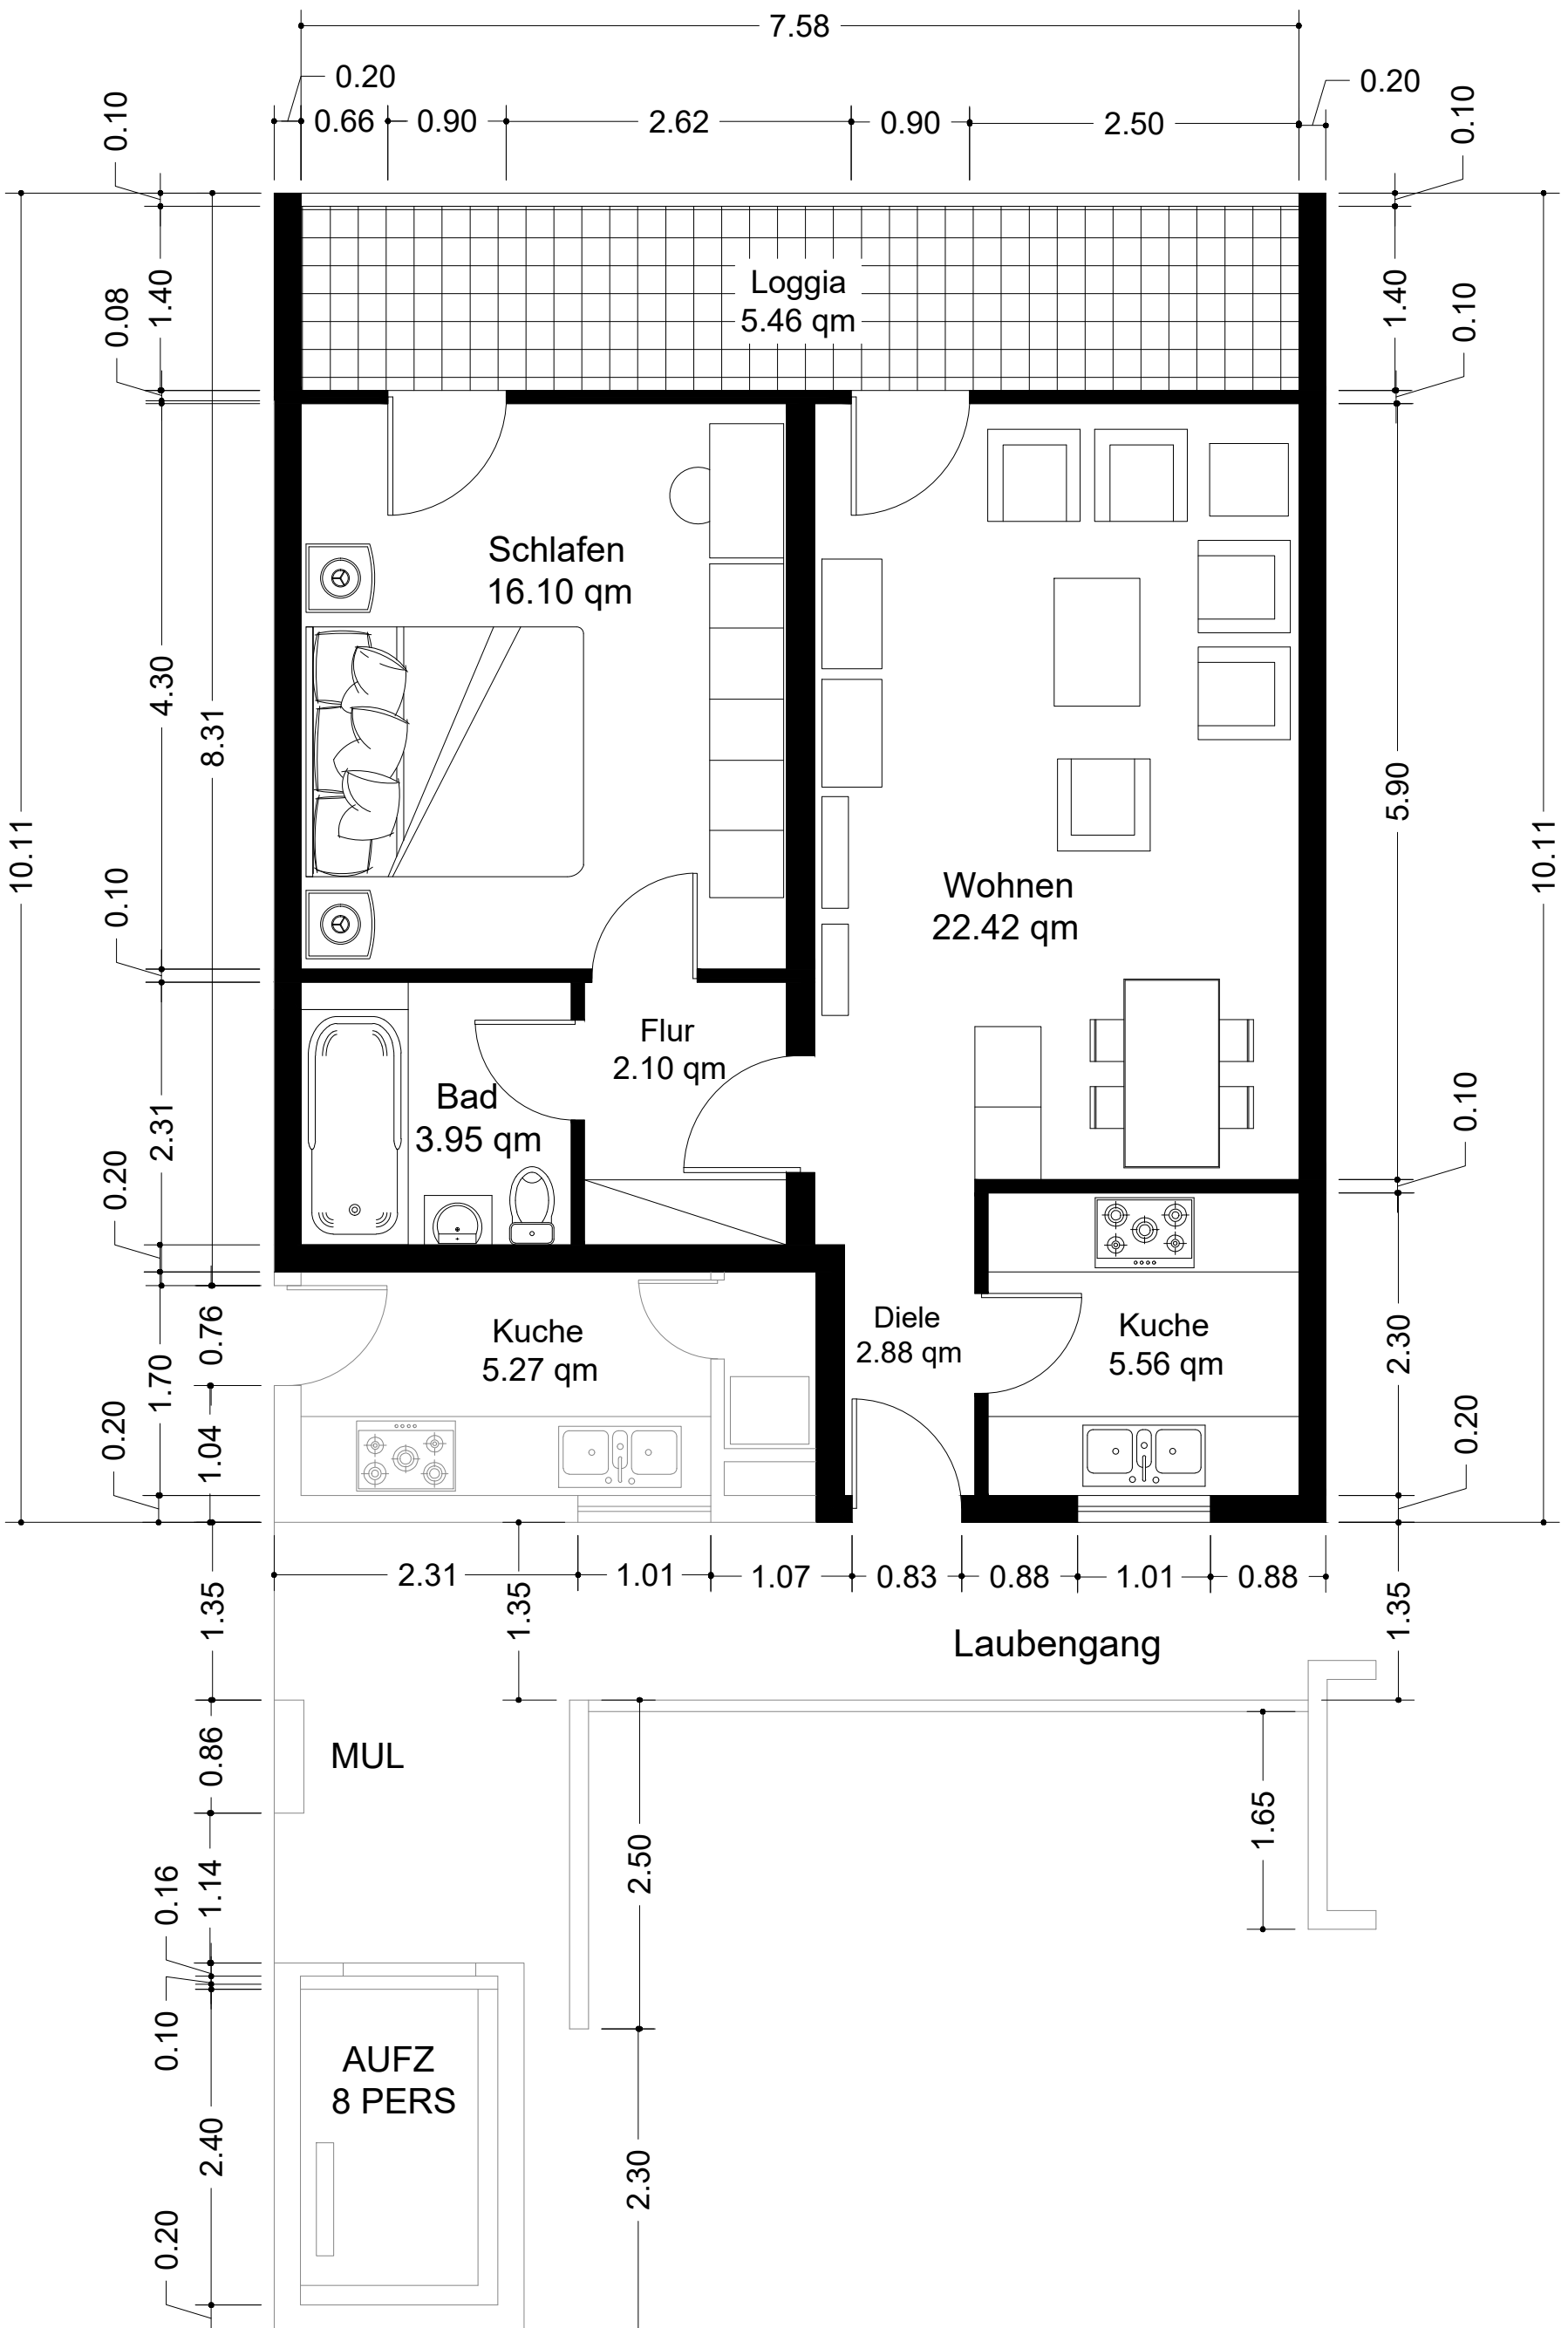 7.58
0.20
0.20
0.66
0.90
2.62
0.90
2.50
0.10
0.10
Loggia
5.46 qm
1.40
0.08
1.40
0.10
Schlafen
16.10 qm
4.30
8.31
10.11
5.90
10.11
Wohnen
22.42 qm
0.10
Flur
2.10 qm
Bad
3.95 qm
2.31
0.20
0.10
Kuche
5.27 qm
Diele
2.88 qm
Kuche
5.56 qm
0.76
1.70
2.30
1.04
0.20
0.20
2.31
1.01
1.07
0.83
0.88
1.01
0.88
1.35
1.35
1.35
Laubengang
0.86
MUL
1.65
2.50
1.14
0.16
0.10
AUFZ
8 PERS
2.40
2.30
0.20